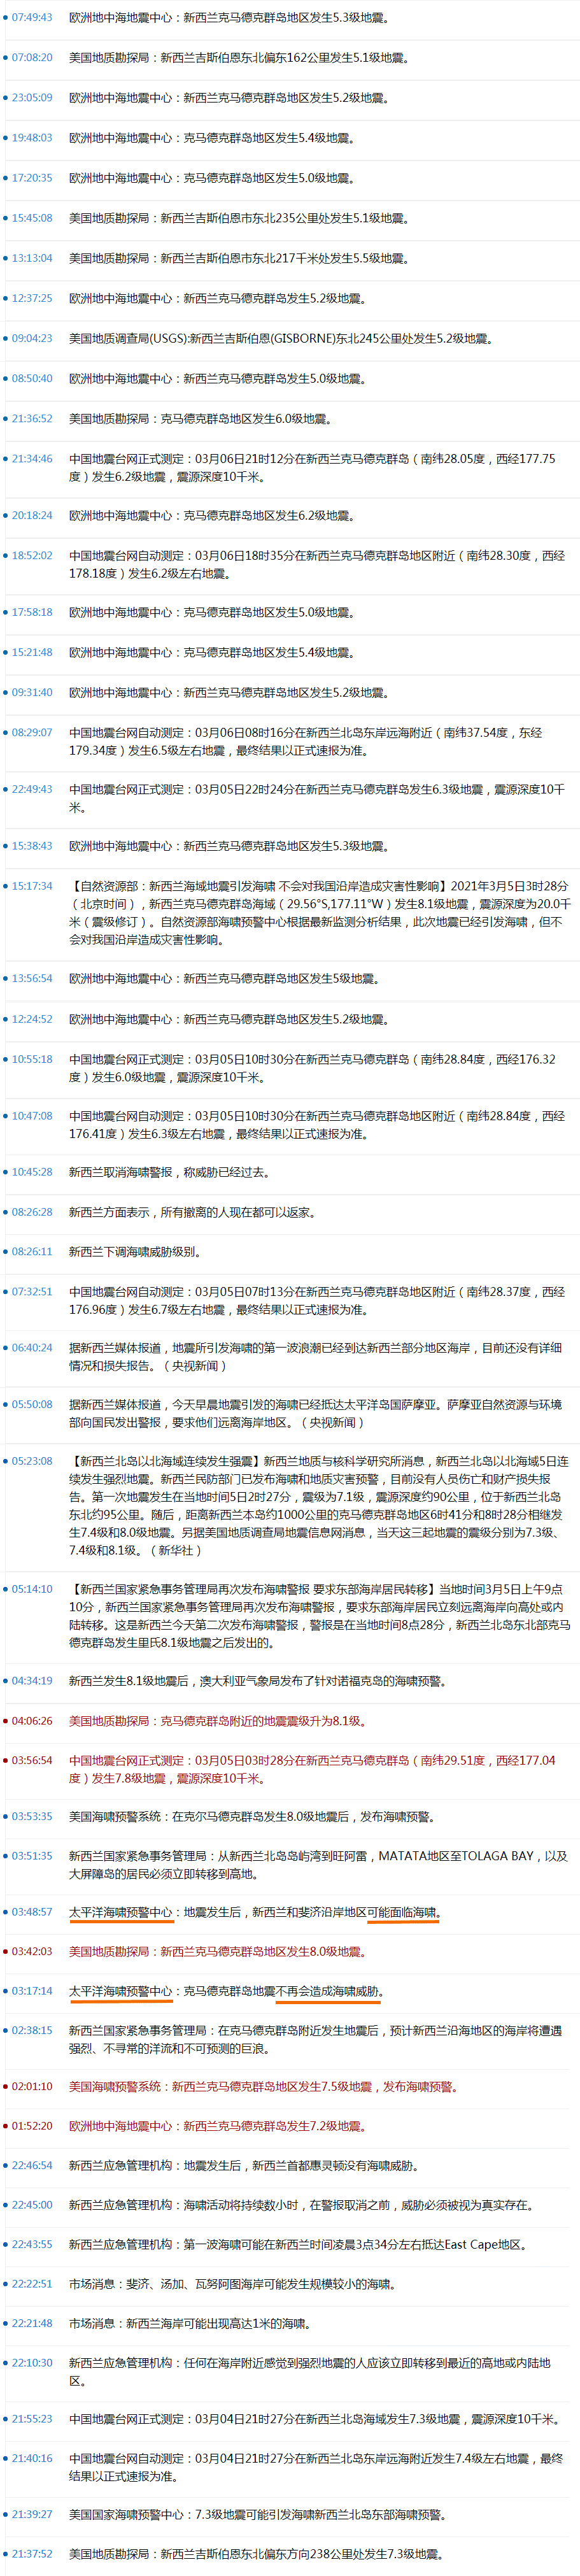 07:49:43 欧洲地中海地震中心：新西兰克马德克群岛地区发生5.3级地震。
07:08:20 美国地质勘探局：新西兰吉斯伯恩东北偏东162公里发生5.1级地震。
23:05:09 欧洲地中海地震中心：新西兰克马德克群岛地区发生5.2级地震。
19:48:03 欧洲地中海地震中心：克马德克群岛地区发生5.4级地震。
17:20:35 欧洲地中海地震中心：克马德克群岛地区发生5.0级地震。
15:45:08 美国地质勘探局：新西兰吉斯伯恩市东北235公里处发生5.1级地震。
13:13:04 美国地质勘探局：新西兰吉斯伯恩市东北217千米处发生5.5级地震。
12:37:25 欧洲地中海地震中心：新西兰克马德克群岛发生5.2级地震。
09:04:23 美国地质调查局(USGS):新西兰吉斯伯恩(GISBORNE)东北245公里处发生5.2级地震。
08:50:40 欧洲地中海地震中心：新西兰克马德克群岛发生5.0级地震。
21:36:52 美国地质勘探局：克马德克群岛地区发生6.0级地震。
21:34:46 中国地震台网正式测定：03月06日21时12分在新西兰克马德克群岛（南纬28.05度，西经177.75
度）发生6.2级地震，震源深度10千米。
20:18:24 欧洲地中海地震中心：克马德克群岛地区发生6.2级地震。
18:52:02 中国地震台网自动测定：03月06日18时35分在新西兰克马德克群岛地区附近（南纬28.30度，西经
178.18度）发生6.2级左右地震。
17:58:18 欧洲地中海地震中心：克马德克群岛地区发生5.0级地震。
15:21:48 欧洲地中海地震中心：克马德克群岛地区发生5.4级地震。
09:31:40 欧洲地中海地震中心：新西兰克马德克群岛地区发生5.2级地震。
08:29:07 中国地震台网自动测定：03月06日08时16分在新西兰北岛东岸远海附近（南纬37.54度，东经
179.34度）发生6.5级左右地震，最终结果以正式速报为准。
22:49:43 中国地震台网正式测定：03月05日22时24分在新西兰克马德克群岛发生6.3级地震，震源深度10千
米。
15:38:43 欧洲地中海地震中心：新西兰克马德克群岛地区发生5.3级地震。
15:17:34 【自然资源部：新西兰海域地震引发海啸 不会对我国沿岸造成灾害性影响】2021年3月5日3时28分
（北京时间），新西兰克马德克群岛海域（29.56°S,177.11°W）发生8.1级地震，震源深度为20.0千
米（震级修订）。自然资源部海啸预警中心根据最新监测分析结果，此次地震已经引发海啸，但不
会对我国沿岸造成灾害性影响。
13:56:54 欧洲地中海地震中心：新西兰克马德克群岛地区发生5级地震。
12:24:52 欧洲地中海地震中心：新西兰克马德克群岛地区发生5.2级地震。
10:55:18 中国地震台网正式测定：03月05日10时30分在新西兰克马德克群岛（南纬28.84度，西经176.32
度）发生6.0级地震，震源深度10千米。
10:47:08 中国地震台网自动测定：03月05日10时30分在新西兰克马德克群岛地区附近（南纬28.84度，西经
176.41度）发生6.3级左右地震，最终结果以正式速报为准。
10:45:28 新西兰取消海啸警报，称威胁已经过去。
08:26:28 新西兰方面表示，所有撤离的人现在都可以返家。
08:26:11 新西兰下调海啸威胁级别。
07:32:51 中国地震台网自动测定：03月05日07时13分在新西兰克马德克群岛地区附近（南纬28.37度，西经
176.96度）发生6.7级左右地震，最终结果以正式速报为准。
06:40:24 据新西兰媒体报道，地震所引发海啸的第一波浪潮已经到达新西兰部分地区海岸，目前还没有详细
情况和损失报告。（央视新闻）
05:50:08 据新西兰媒体报道，今天早晨地震引发的海啸已经抵达太平洋岛国萨摩亚。萨摩亚自然资源与环境
部向国民发出警报，要求他们远离海岸地区。（央视新闻）
05:23:08 【新西兰北岛以北海域连续发生强震】新西兰地质与核科学研究所消息，新西兰北岛以北海域5日连
续发生强烈地震。新西兰民防部门已发布海啸和地质灾害预警，目前没有人员伤亡和财产损失报
告。第一次地震发生在当地时间5日2时27分，震级为7.1级，震源深度约90公里，位于新西兰北岛
东北约95公里。随后，距离新西兰本岛约1000公里的克马德克群岛地区6时41分和8时28分相继发
生7.4级和8.0级地震。另据美国地质调查局地震信息网消息，当天这三起地震的震级分别为7.3级、
7.4级和8.1级。（新华社）
05:14:10 【新西兰国家紧急事务管理局再次发布海啸警报 要求东部海岸居民转移】当地时间3月5日上午9点
10分，新西兰国家紧急事务管理局再次发布海啸警报，要求东部海岸居民立刻远离海岸向高处或内
陆转移。这是新西兰今天第二次发布海啸警报，警报是在当地时间8点28分，新西兰北岛东北部克马
德克群岛发生里氏8.1级地震之后发出的。
04:34:19 新西兰发生8.1级地震后，澳大利亚气象局发布了针对诺福克岛的海啸预警。
04:06:26 美国地质勘探局：克马德克群岛附近的地震震级升为8.1级。
03:56:54 中国地震台网正式测定：03月05日03时28分在新西兰克马德克群岛（南纬29.51度，西经177.04
度）发生7.8级地震，震源深度10千米。
03:53:35 美国海啸预警系统：在克尔马德克群岛发生8.0级地震后，发布海啸预警。
03:51:35 新西兰国家紧急事务管理局：从新西兰北岛岛屿湾到旺阿雷，MATATA地区至TOLAGA BAY，以及
大屏障岛的居民必须立即转移到高地。
03:48:57 太平洋海啸预警中心：地震发生后，新西兰和斐济沿岸地区可能面临海啸。
03:42:03 美国地质勘探局：新西兰克马德克群岛地区发生8.0级地震。
03:17:14 太平洋海啸预警中心：克马德克群岛地震不再会造成海啸威胁。
02:38:15 新西兰国家紧急事务管理局：在克马德克群岛附近发生地震后，预计新西兰沿海地区的海岸将遭遇
强烈、不寻常的洋流和不可预测的巨浪。
02:01:10 美国海啸预警系统：新西兰克马德克群岛地区发生7.5级地震，发布海啸预警。
01:52:20 欧洲地中海地震中心：新西兰克马德克群岛发生7.2级地震。
22:46:54 新西兰应急管理机构：地震发生后，新西兰首都惠灵顿没有海啸威胁。
22:45:00 新西兰应急管理机构：海啸活动将持续数小时，在警报取消之前，威胁必须被视为真实存在。
22:43:55 新西兰应急管理机构：第一波海啸可能在新西兰时间凌晨3点34分左右抵达East Cape地区。
22:22:51 市场消息：斐济、汤加、瓦努阿图海岸可能发生规模较小的海啸。
22:21:48 市场消息：新西兰海岸可能出现高达1米的海啸。
22:10:30 新西兰应急管理机构：任何在海岸附近感觉到强烈地震的人应该立即转移到最近的高地或内陆地
区。
21:55:23 中国地震台网正式测定：03月04日21时27分在新西兰北岛海域发生7.3级地震，震源深度10千米。
21:40:16 中国地震台网自动测定：03月04日21时27分在新西兰北岛东岸远海附近发生7.4级左右地震，最终
结果以正式速报为准。
21:39:27 美国国家海啸预警中心：7.3级地震可能引发海啸新西兰北岛东部海啸预警。
21:37:52 美国地质勘探局：新西兰吉斯伯恩东北偏东方向238公里处发生7.3级地震。